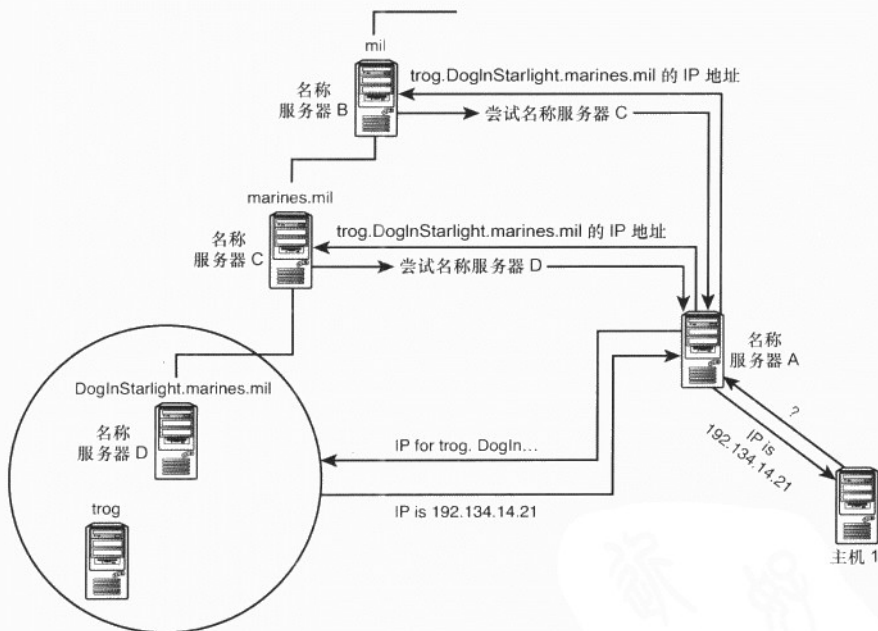 mil
名称
服务器 B
trog.DogInStarlight.marines.mil 的 IP 地址
尝试名称服务器 C
marines.mil
名称
服务器 C
trog.DogInStarlight.marines.mil 的 IP 地址
尝试名称服务器 D
名称
服务器 A
DogInStarlight.marines.mil
名称
服务器 D
IP for trog. DogIn…
IP is 192.134.14.21
?
IP is
192.134.14.21
trog
主机 1